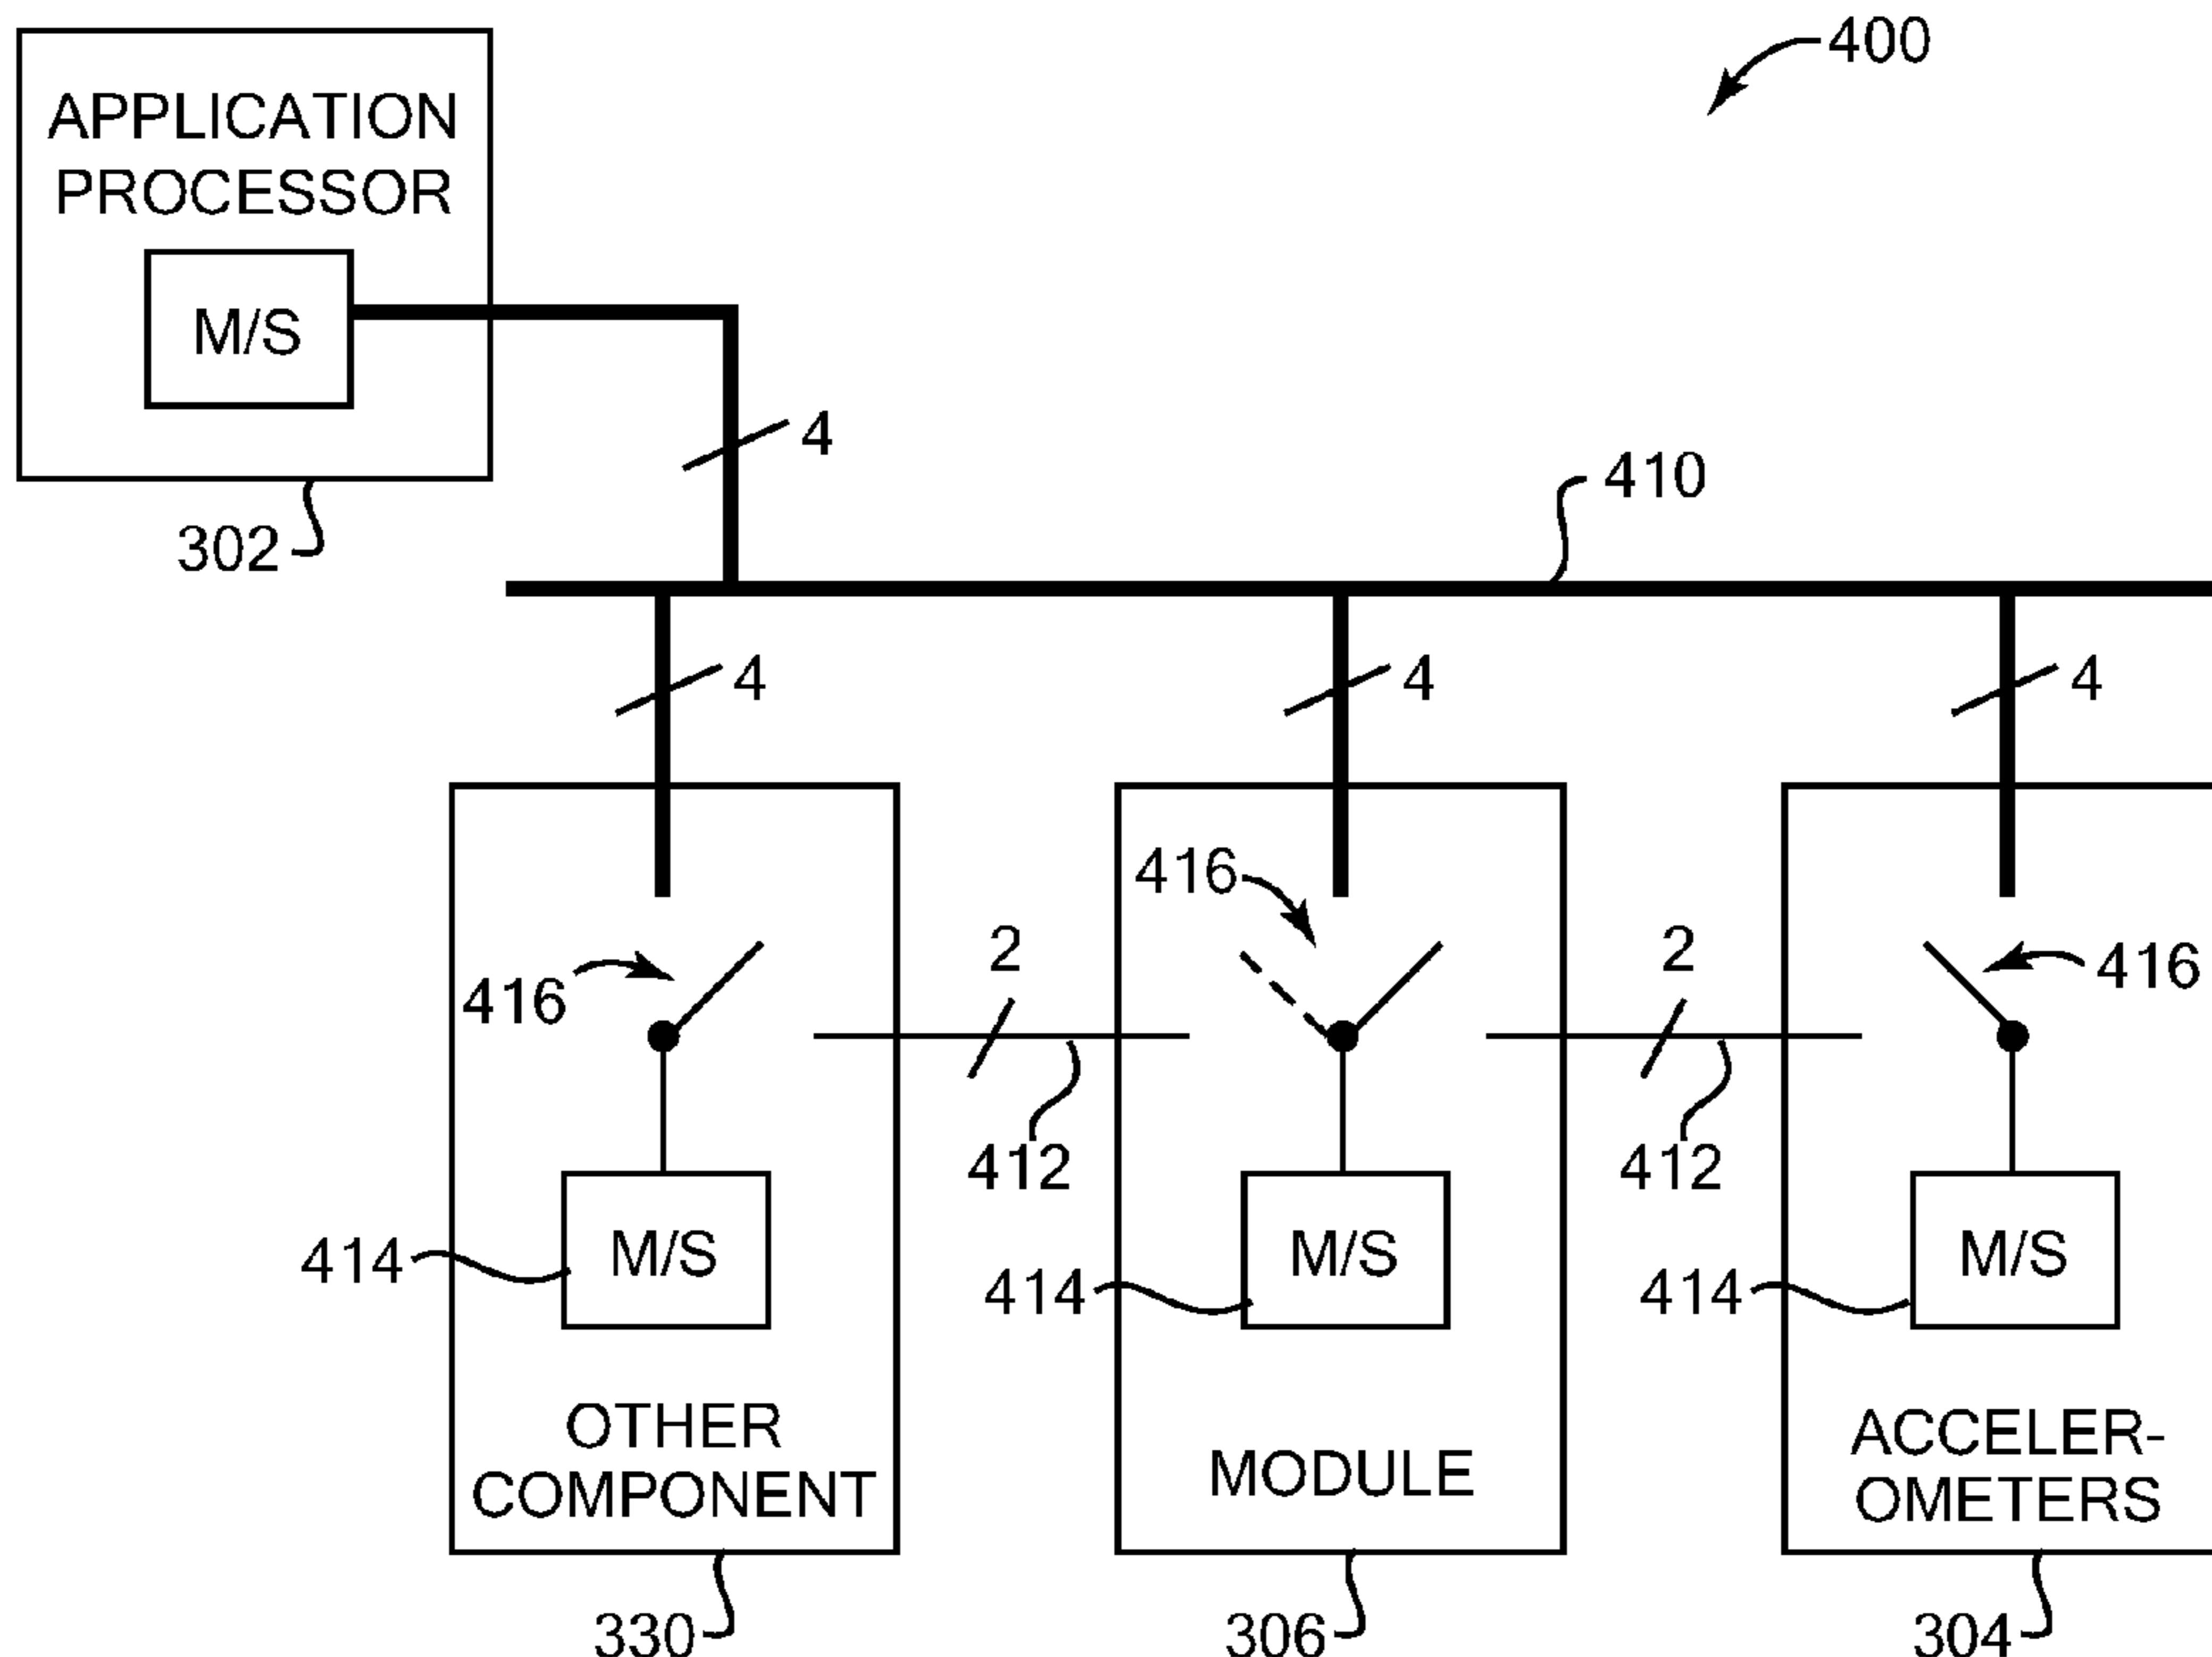 400
APPLICATION
PROCESSOR
M/S
4
410
302
4
4
4
416
2
2
416
416
412
412
M/S
M/S
M/S
414
414
414
OTHER
COMPONENT
MODULE
ACCELER-
OMETERS
330
306
304